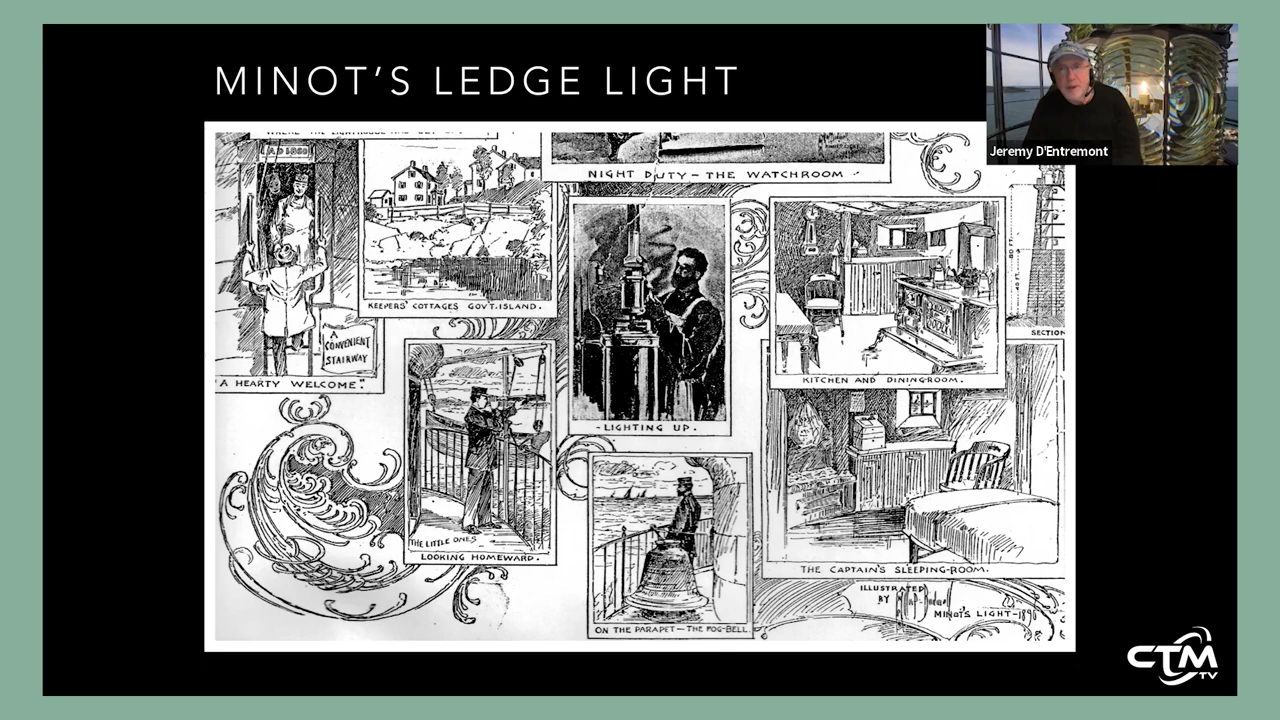 MINOT'S LEDGE LIGHT
Jeremy D'Entremont
A.D 1860
NIGHT DUTY - THE WATCHROOM
KEEPERS' COTTAGES GOV'T. ISLAND.
A
CONVENIENT
STAIRWAY
"A HEARTY WELCOME."
SECTION
KITCHEN AND DINING-ROOM.
-LIGHTING UP.
THE LITTLE ONES
LOOKING HOMEWARD.
THE CAPTAIN'S SLEEPING-ROOM.
ILLUSTRATED
BY
MINOT'S LIGHT-
ON THE PARAPET - THE FOG-BELL
CTM
TV